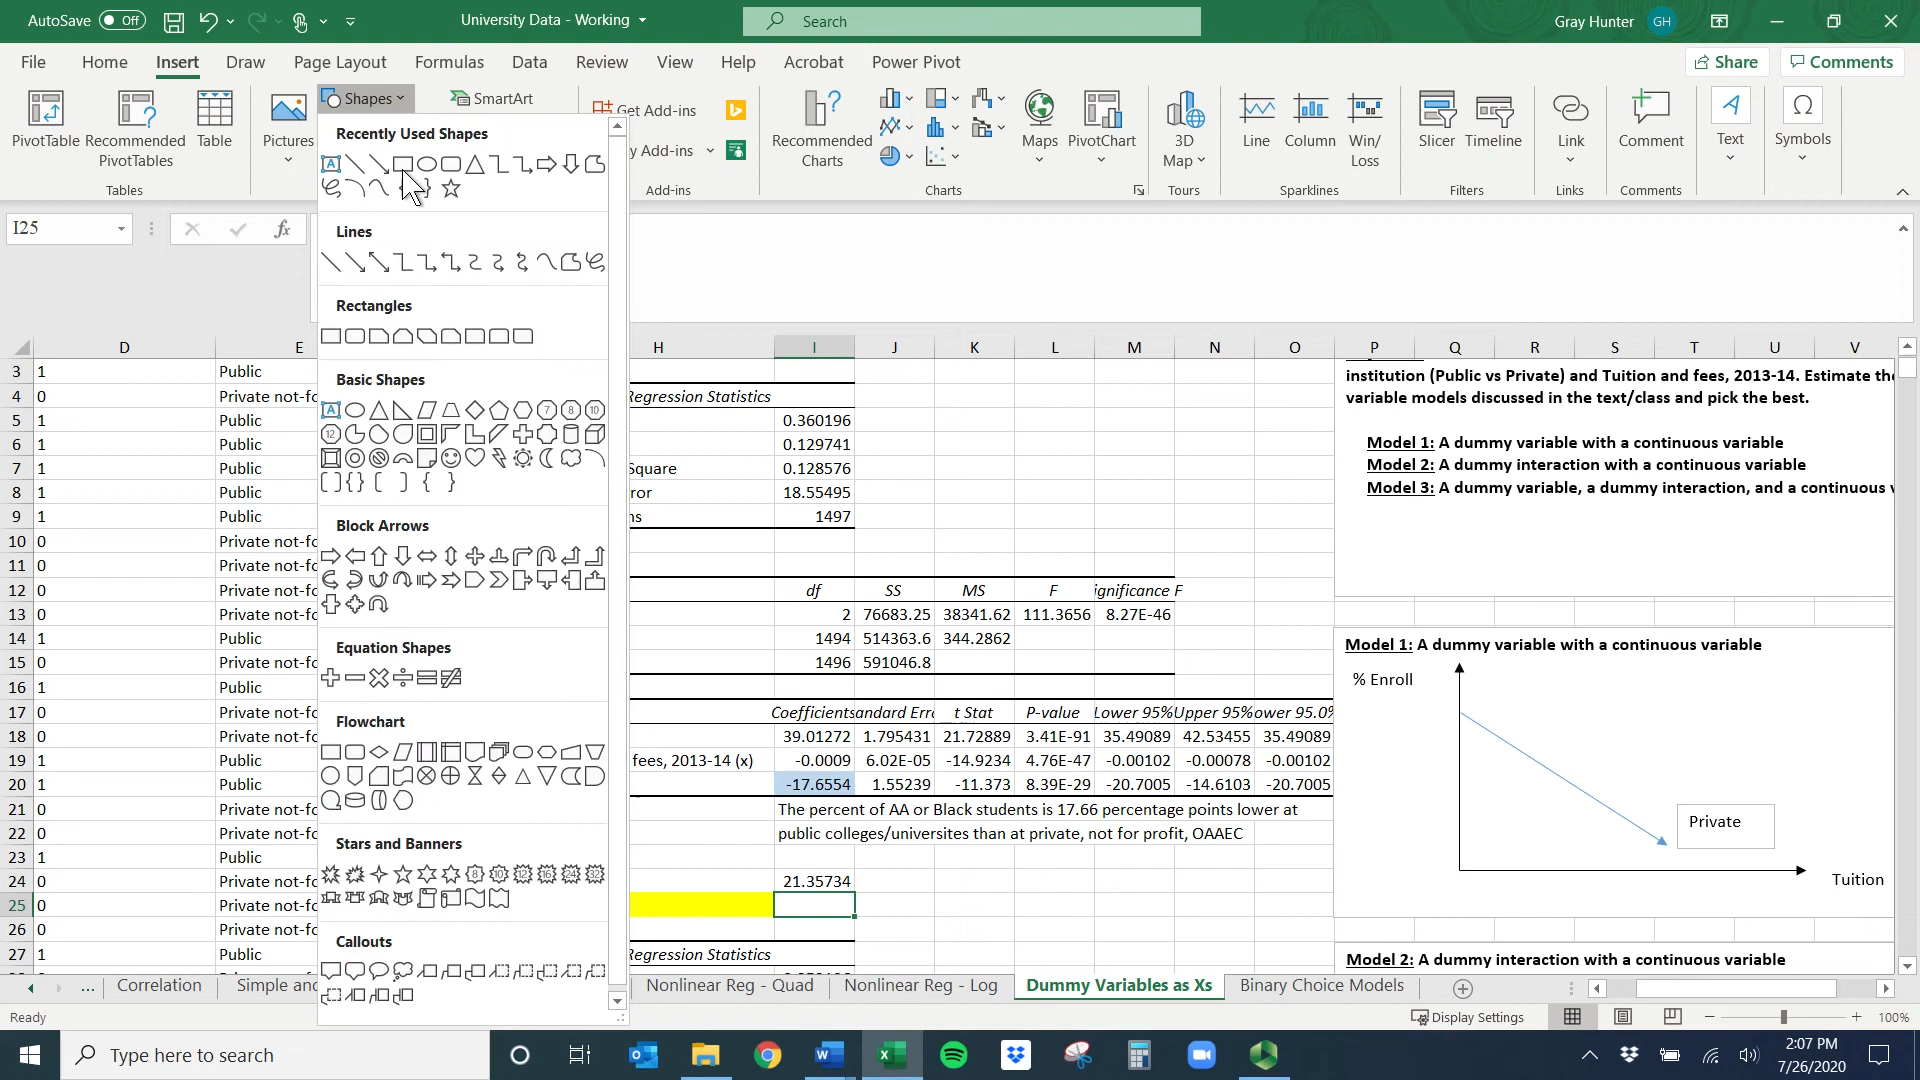 AutoSave Off University Data - Working Search Gray Hunter GH
File Home Insert Draw Page Layout Formulas Data Review View Help Acrobat Power Pivot Share Comments
PivotTable Recommended PivotTables Table Pictures Shapes SmartArt Get Add-ins y Add-ins Recommended Charts Maps PivotChart 3D Map Line Column Win/ Loss Slicer Timeline Link Comment Text Symbols
Tables Add-ins Charts Tours Sparklines Filters Links Comments
Recently Used Shapes
Lines
Rectangles
Basic Shapes
Block Arrows
Equation Shapes
Flowchart
Stars and Banners
Callouts
I25 fx
D E H I J K L M N O P Q R S T U V
3 1 Public
4 0 Private not-fo Regression Statistics
5 1 Public 0.360196
6 1 Public 0.129741
7 1 Public Square 0.128576
8 1 Public ror 18.55495
9 1 Public ns 1497
10 0 Private not-fo
11 0 Private not-fo
12 0 Private not-fo df SS MS F ignificance F
13 0 Private not-fo 2 76683.25 38341.62 111.3656 8.27E-46
14 1 Public 1494 514363.6 344.2862
15 0 Private not-fo 1496 591046.8
16 1 Public
17 0 Private not-fo Coefficients andard Erro t Stat P-value Lower 95% Upper 95% ower 95.0%
18 0 Private not-fo 39.01272 1.795431 21.72889 3.41E-91 35.49089 42.53455 35.49089
19 1 Public fees, 2013-14 (x) -0.0009 6.02E-05 -14.9234 4.76E-47 -0.00102 -0.00078 -0.00102
20 1 Public -17.6554 1.55239 -11.373 8.39E-29 -20.7005 -14.6103 -20.7005
21 0 Private not-fo The percent of AA or Black students is 17.66 percentage points lower at
22 0 Private not-fo public colleges/universites than at private, not for profit, OAAEC
23 1 Public
24 0 Private not-fo 21.35734
25 0 Private not-fo
26 0 Private not-fo
27 1 Public Regression Statistics
institution (Public vs Private) and Tuition and fees, 2013-14. Estimate the
variable models discussed in the text/class and pick the best.
Model 1: A dummy variable with a continuous variable
Model 2: A dummy interaction with a continuous variable
Model 3: A dummy variable, a dummy interaction, and a continuous v
Model 1: A dummy variable with a continuous variable
% Enroll
Private
Tuition
Model 2: A dummy interaction with a continuous variable
... Correlation Simple and Nonlinear Reg - Quad Nonlinear Reg - Log Dummy Variables as Xs Binary Choice Models
Ready Display Settings 100%
Type here to search 2:07 PM
7/26/2020